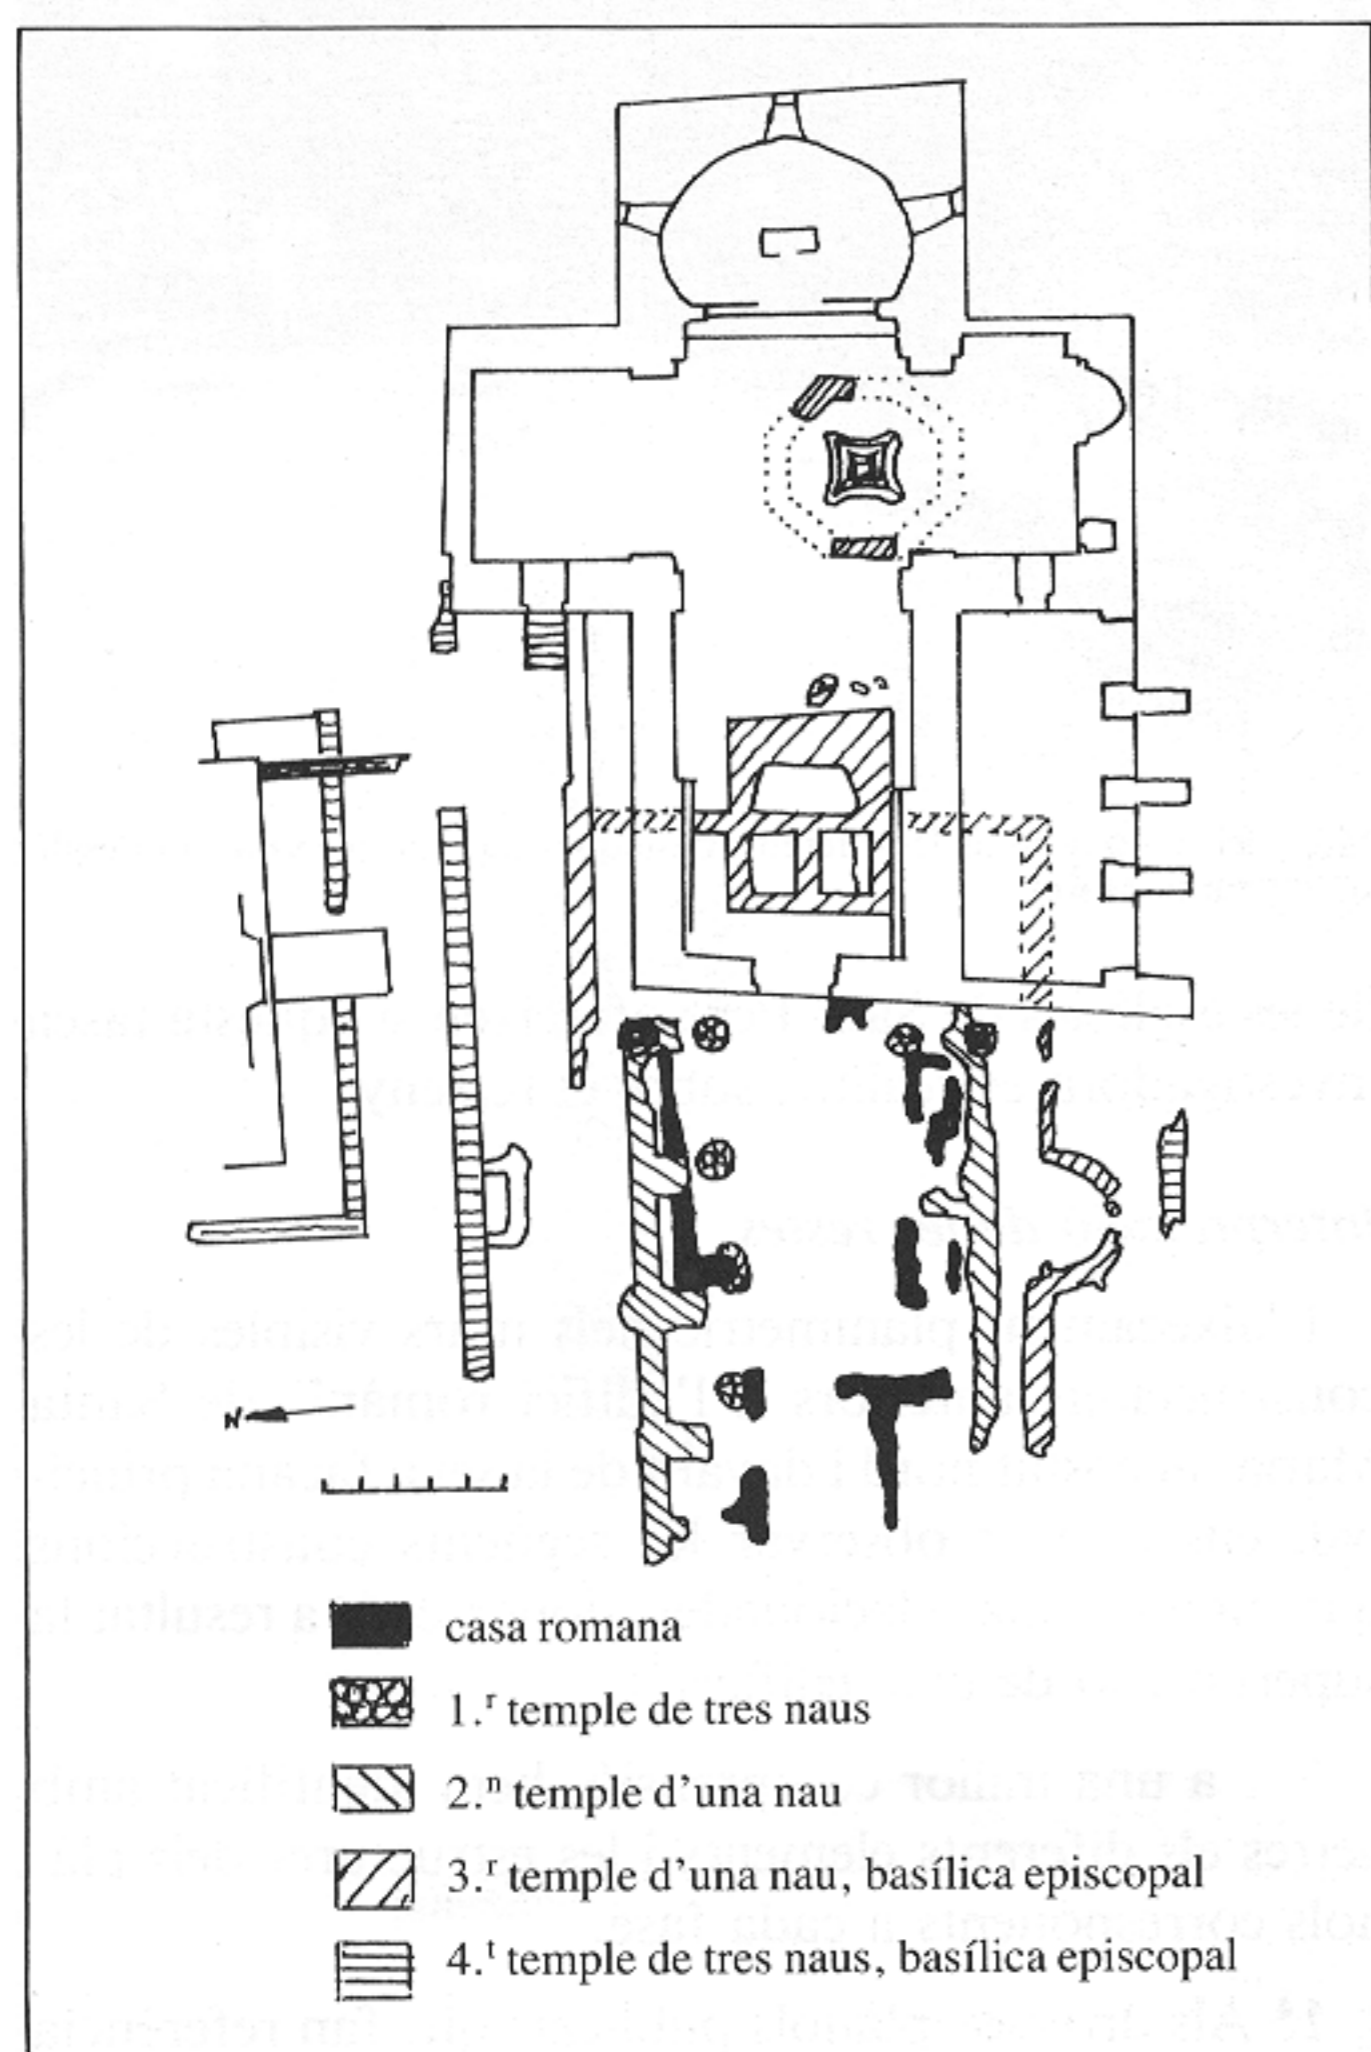 N
casa romana
1.ʳ temple de tres naus
2.ⁿ temple d'una nau
3.ʳ temple d'una nau, basílica episcopal
4.ᵗ temple de tres naus, basílica episcopal